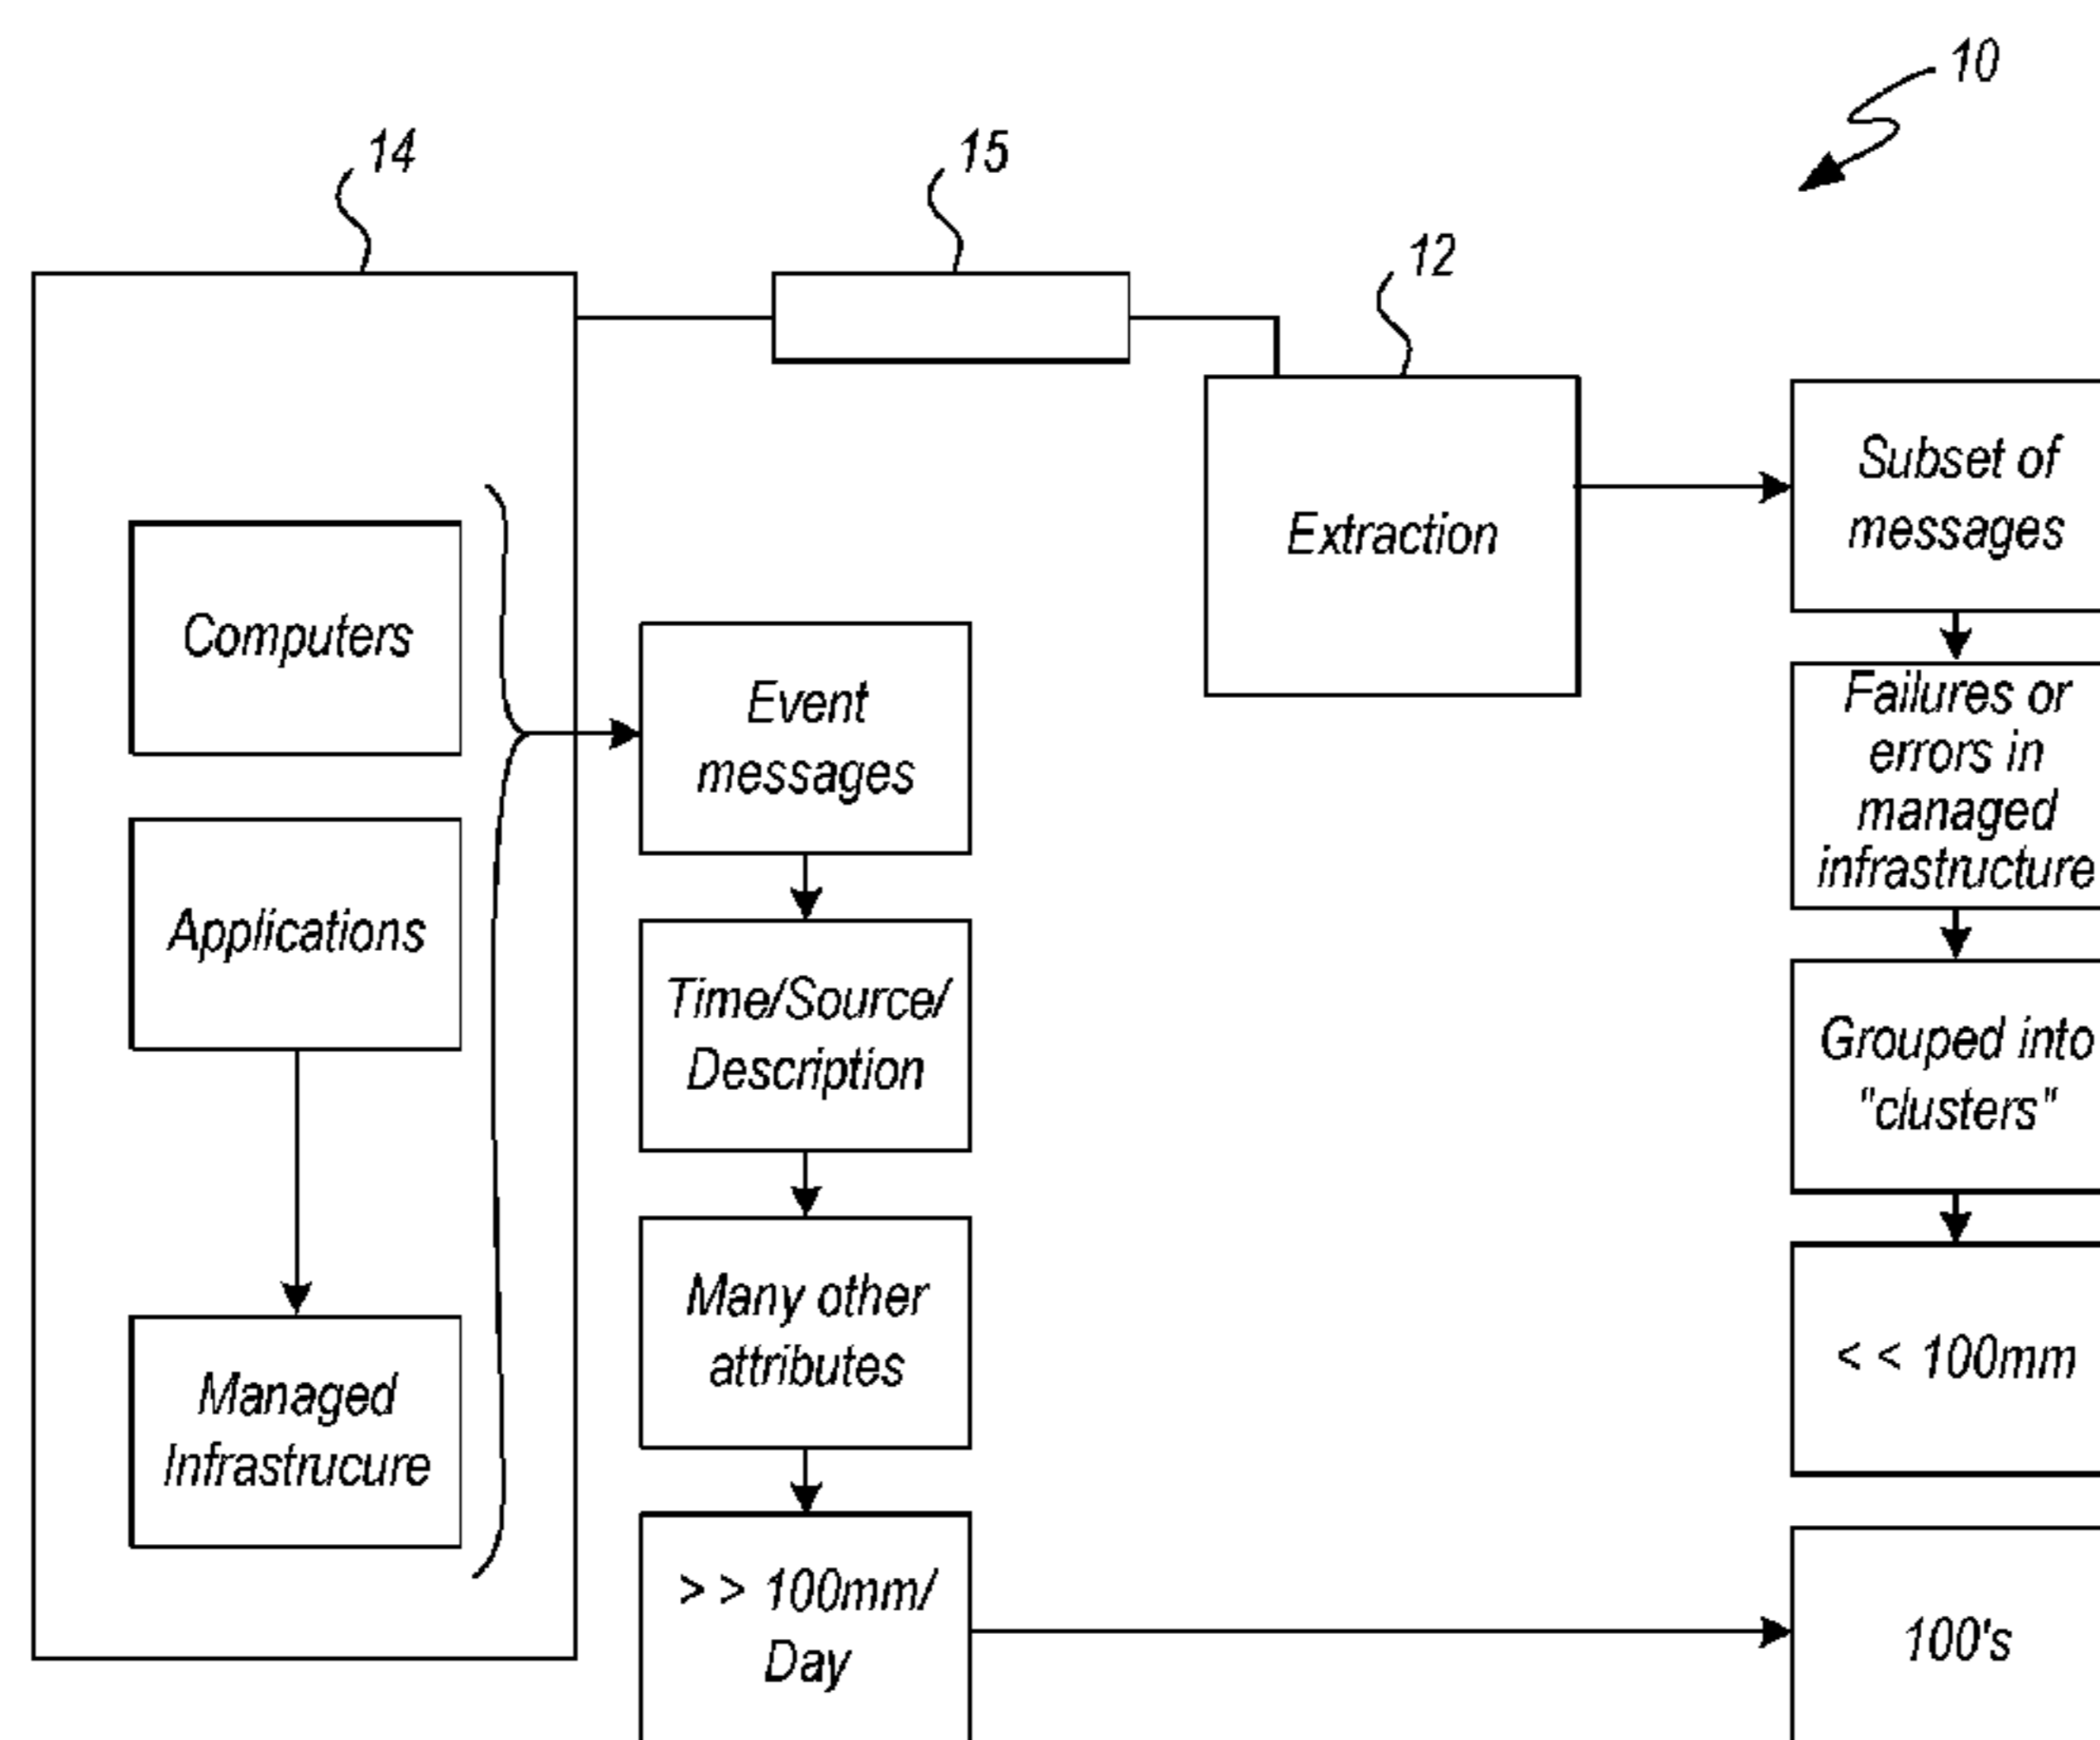 10
14
15
12
Computers
Applications
Managed
Infrastrucure
Event
messages
Time/Source/
Description
Many other
attributes
> > 100mm/
Day
Extraction
Subset of
messages
Failures or
errors in
managed
infrastructure
Grouped into
"clusters"
< < 100mm
100's